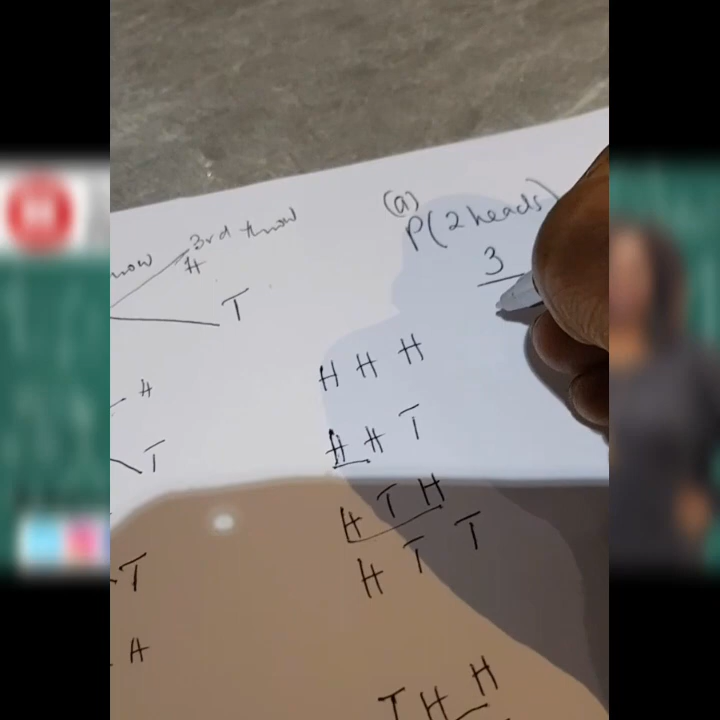 (a)
P(2 heads)
3
3rd throw
H
T
H
T
T
H
H H H
H H T
H T H
H T T
T H H